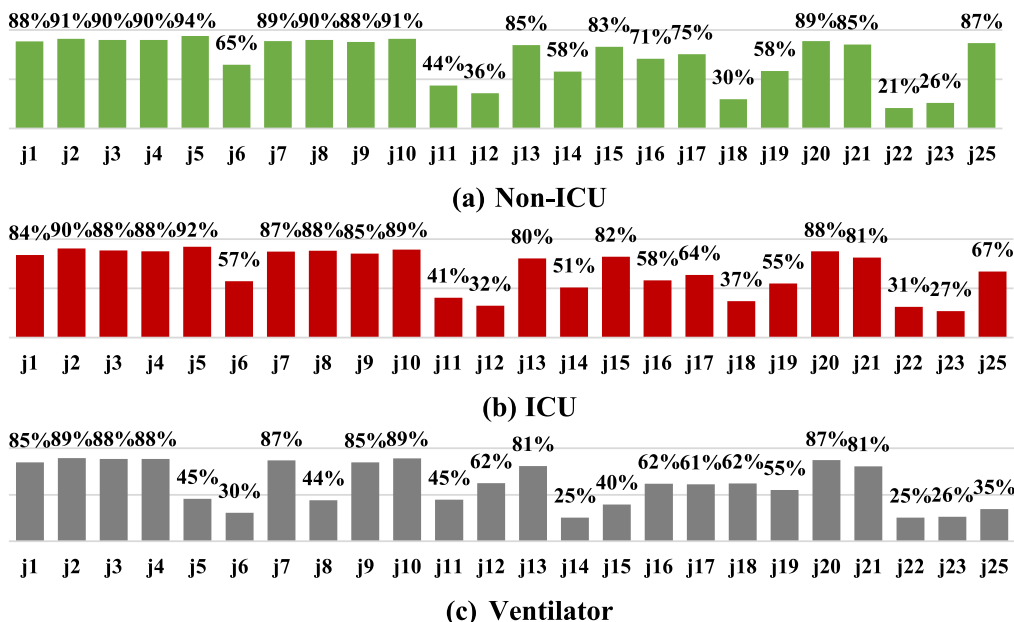 88% 91% 90% 90% 94% 65% 89% 90% 88% 91% 44% 36% 85% 58% 83% 71% 75% 30% 58% 89% 85% 21% 26% 87%
j1 j2 j3 j4 j5 j6 j7 j8 j9 j10 j11 j12 j13 j14 j15 j16 j17 j18 j19 j20 j21 j22 j23 j25
(a) Non-ICU
84% 90% 88% 88% 92% 57% 87% 88% 85% 89% 41% 32% 80% 51% 82% 58% 64% 37% 55% 88% 81% 31% 27% 67%
j1 j2 j3 j4 j5 j6 j7 j8 j9 j10 j11 j12 j13 j14 j15 j16 j17 j18 j19 j20 j21 j22 j23 j25
(b) ICU
85% 89% 88% 88% 45% 30% 87% 44% 85% 89% 45% 62% 81% 25% 40% 62% 61% 62% 55% 87% 81% 25% 26% 35%
j1 j2 j3 j4 j5 j6 j7 j8 j9 j10 j11 j12 j13 j14 j15 j16 j17 j18 j19 j20 j21 j22 j23 j25
(c) Ventilator